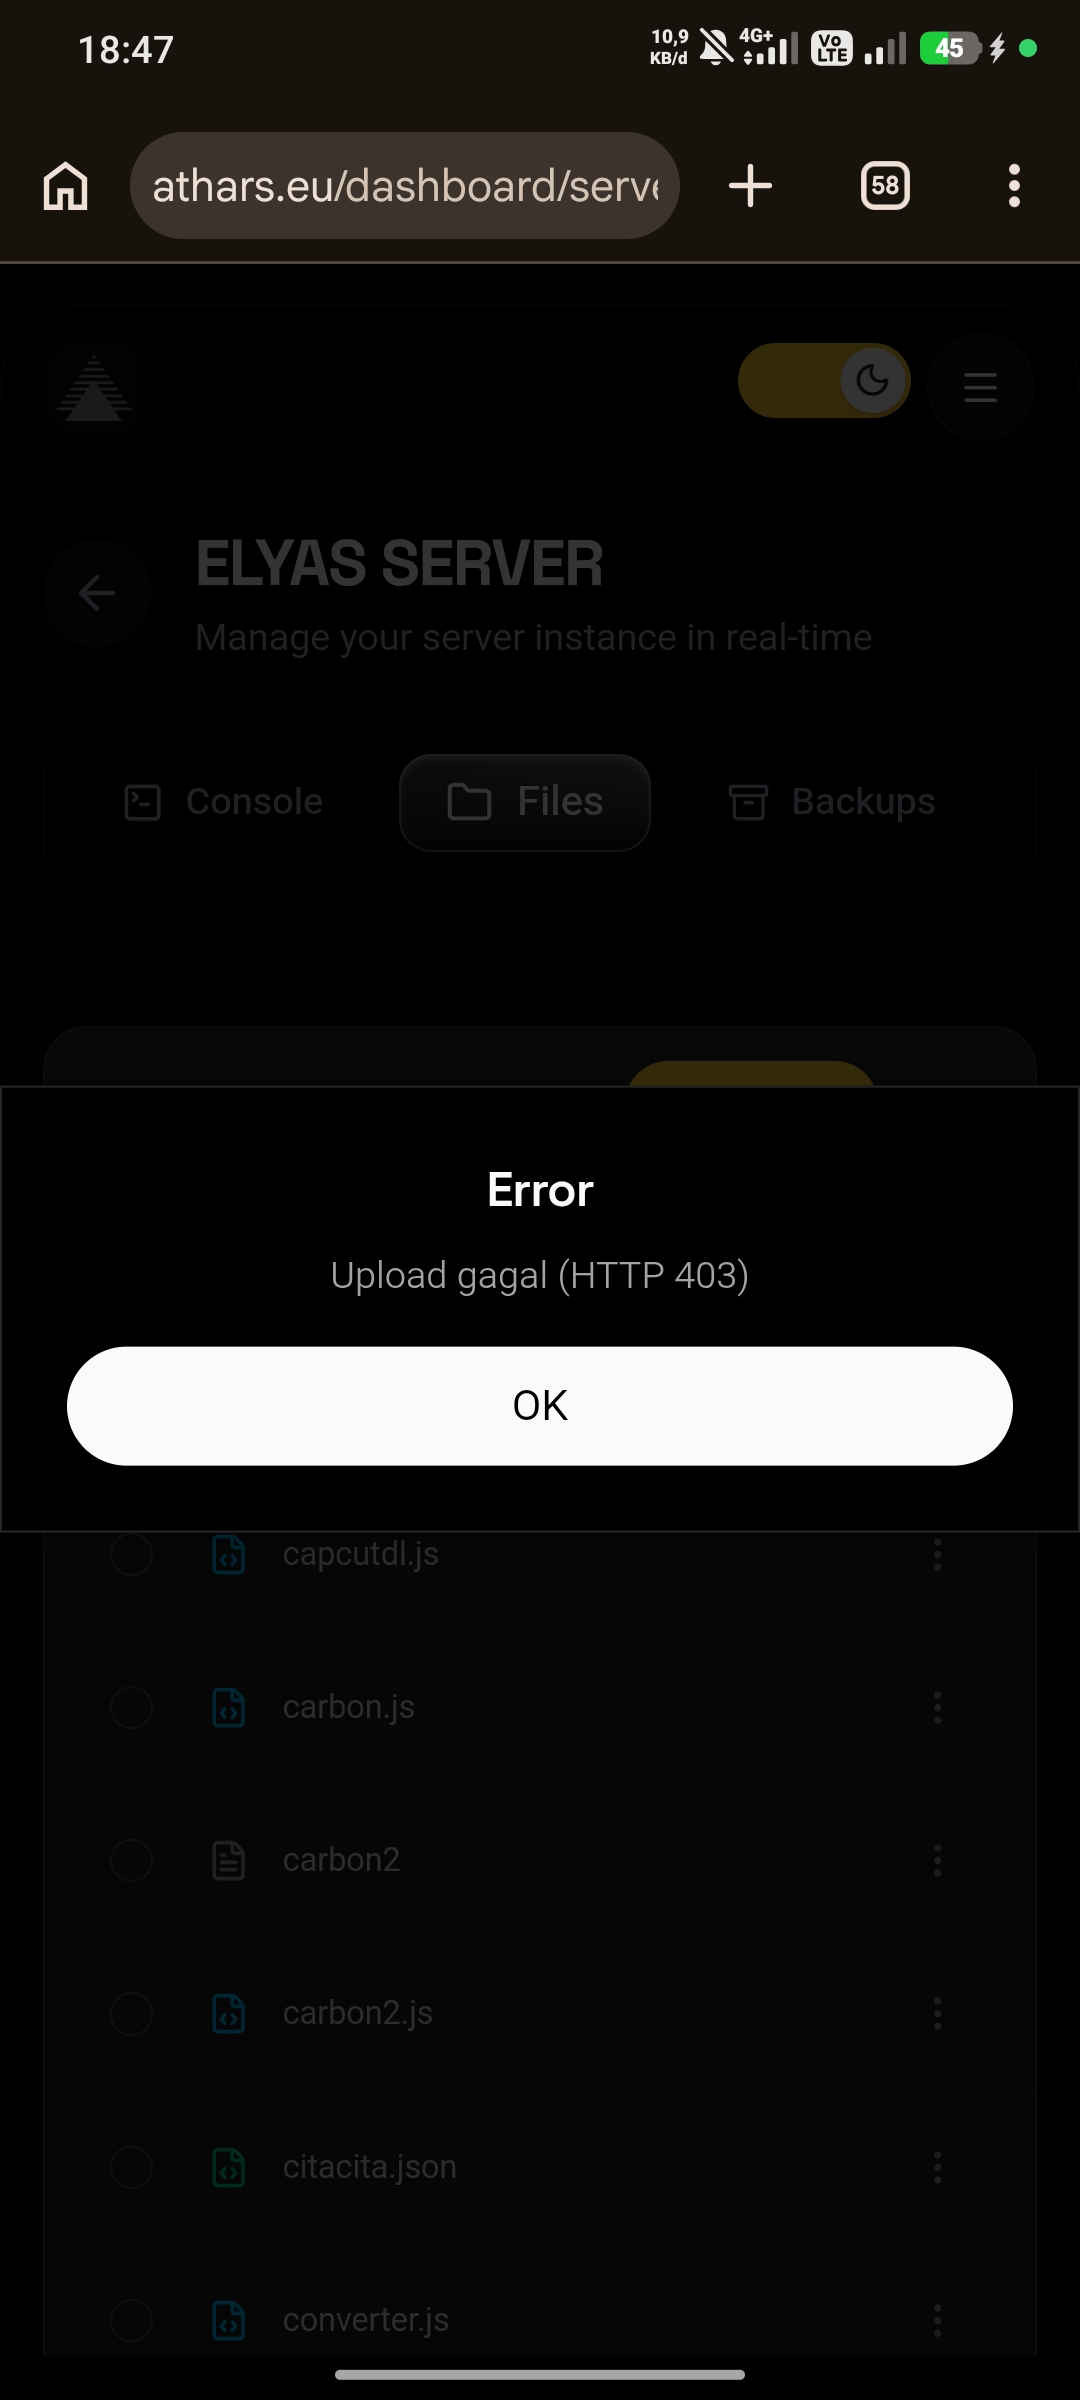 18:47
10,9
KB/d
4G+
Vo
LTE
45
athars.eu/dashboard/serve
58
ELYAS SERVER
Manage your server instance in real-time
Console
Files
Backups
Error
Upload gagal (HTTP 403)
OK
capcutdl.js
carbon.js
carbon2
carbon2.js
citacita.json
converter.js